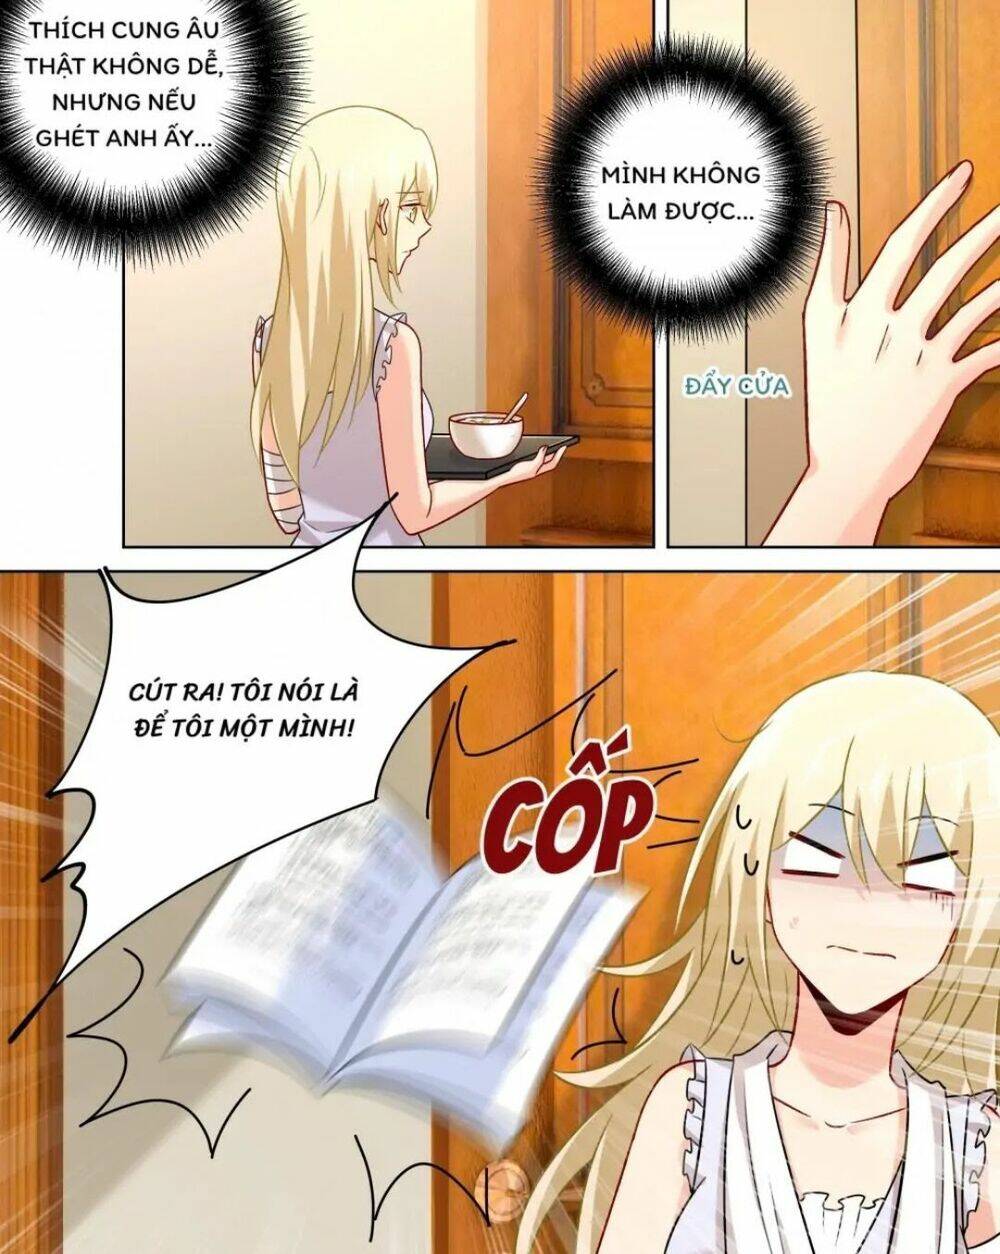 THÍCH CUNG ÂU
THẬT KHÔNG DỄ,
NHƯNG NẾU
GHÉT ANH ẤY...
MÌNH KHÔNG
LÀM ĐƯỢC...
ĐẨY CỬA
CÚT RA! TÔI NÓI LÀ
ĐỂ TÔI MỘT MÌNH!
CỐP